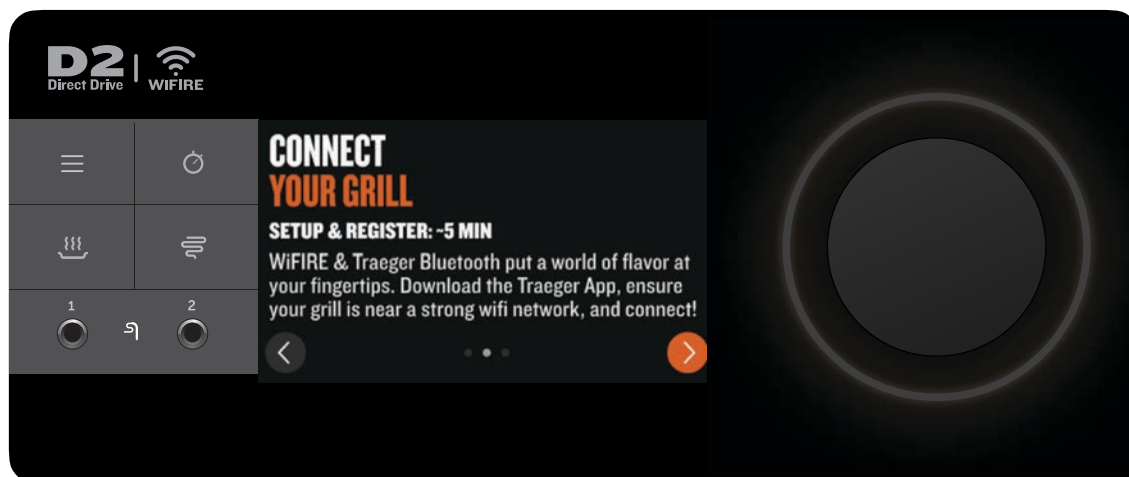 D2
Direct Drive
WIFIRE
1
2
CONNECT
YOUR GRILL
SETUP & REGISTER: ~5 MIN
WiFIRE & Traeger Bluetooth put a world of flavor at
your fingertips. Download the Traeger App, ensure
your grill is near a strong wifi network, and connect!